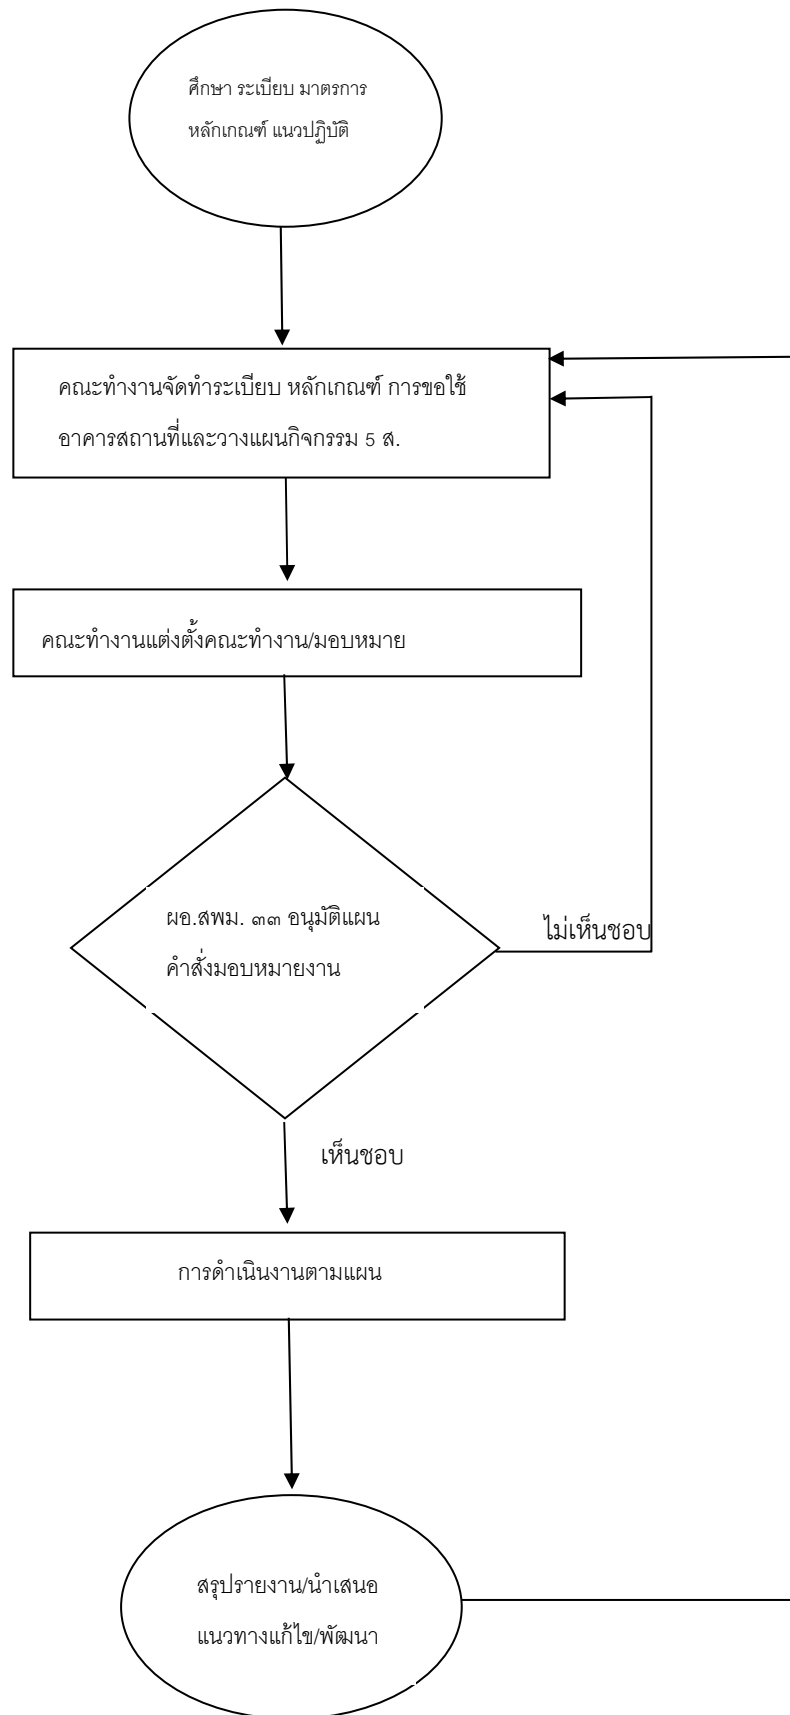 ศึกษา ระเบียบ มาตรการ
หลักเกณฑ์ แนวปฏิบัติ
คณะทำงานจัดทำระเบียบ หลักเกณฑ์ การขอใช้
อาคารสถานที่และวางแผนกิจกรรม 5 ส.
คณะทำงานแต่งตั้งคณะทำงาน/มอบหมาย
ผอ.สพม. ๓๓ อนุมัติแผน
คำสั่งมอบหมายงาน
ไม่เห็นชอบ
เห็นชอบ
การดำเนินงานตามแผน
สรุปรายงาน/นำเสนอ
แนวทางแก้ไข/พัฒนา